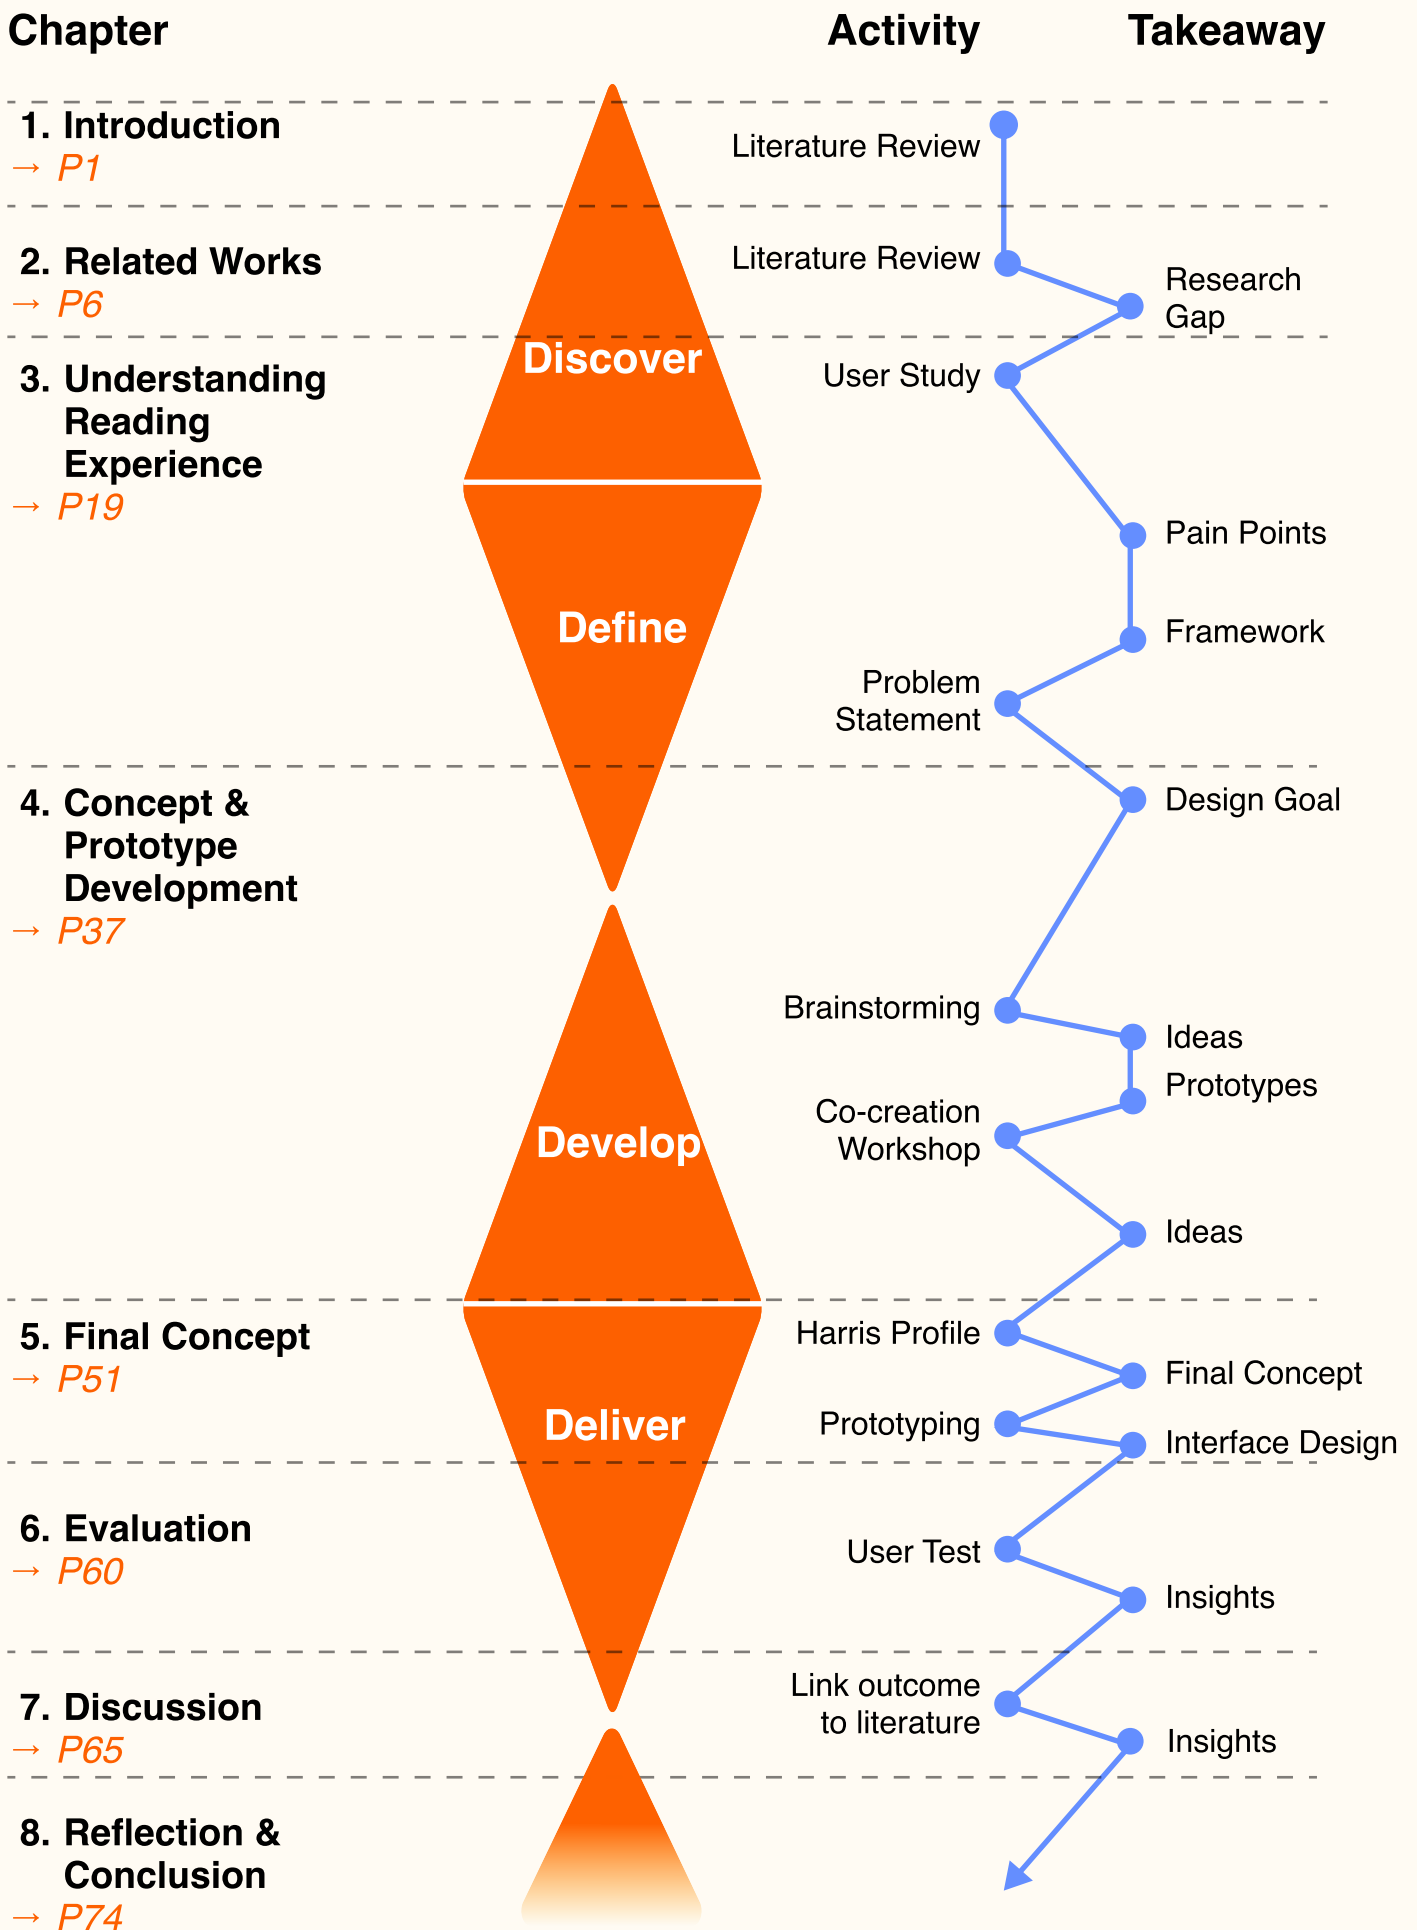 Chapter
Activity
Takeaway
1. Introduction
→ P1
Literature Review
2. Related Works
→ P6
Literature Review
Research
Gap
Discover
3. Understanding
Reading
Experience
→ P19
User Study
Pain Points
Define
Framework
Problem
Statement
4. Concept &
Prototype
Development
→ P37
Design Goal
Brainstorming
Ideas
Prototypes
Develop
Co-creation
Workshop
Ideas
5. Final Concept
→ P51
Harris Profile
Final Concept
Deliver
Prototyping
Interface Design
6. Evaluation
→ P60
User Test
Insights
7. Discussion
→ P65
Link outcome
to literature
Insights
8. Reflection &
Conclusion
→ P74